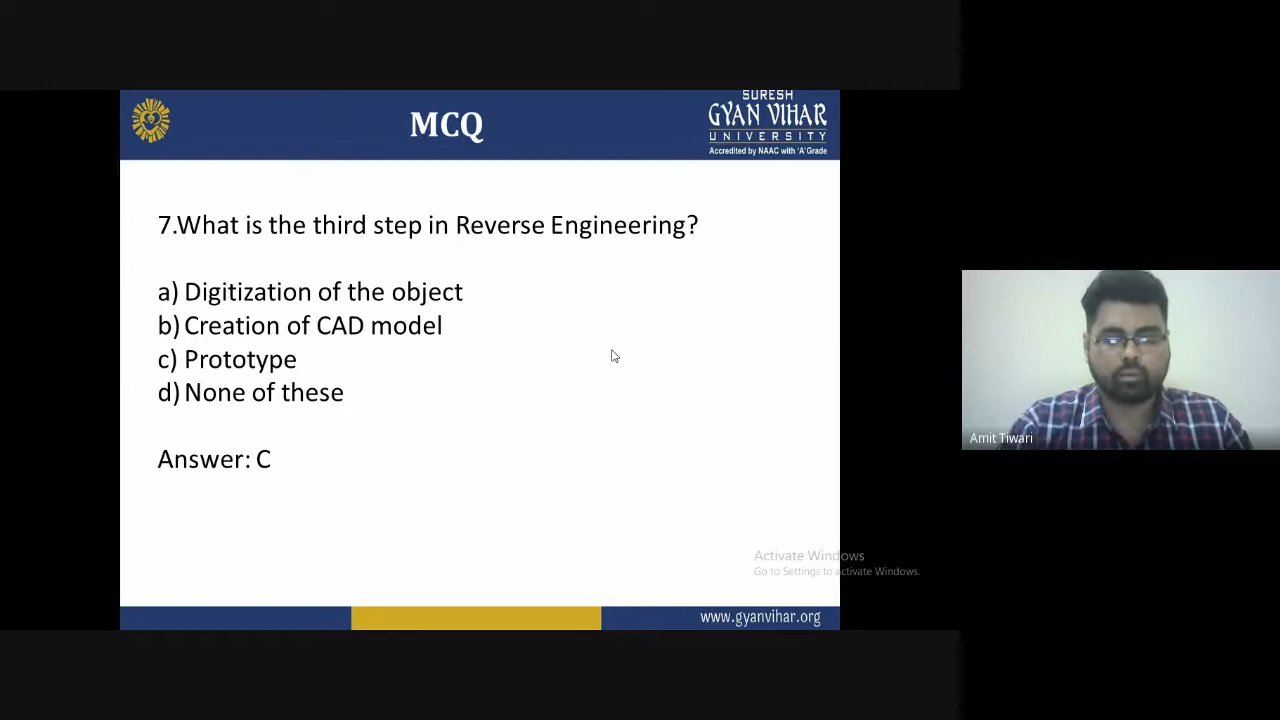 MCQ
SURESH
GYAN VIHAR
UNIVERSITY
Accredited by NAAC with 'A' Grade
7.What is the third step in Reverse Engineering?
a) Digitization of the object
b) Creation of CAD model
c) Prototype
d) None of these
Answer: C
Amit Tiwari
Activate Windows
Go to Settings to activate Windows.
www.gyanvihar.org